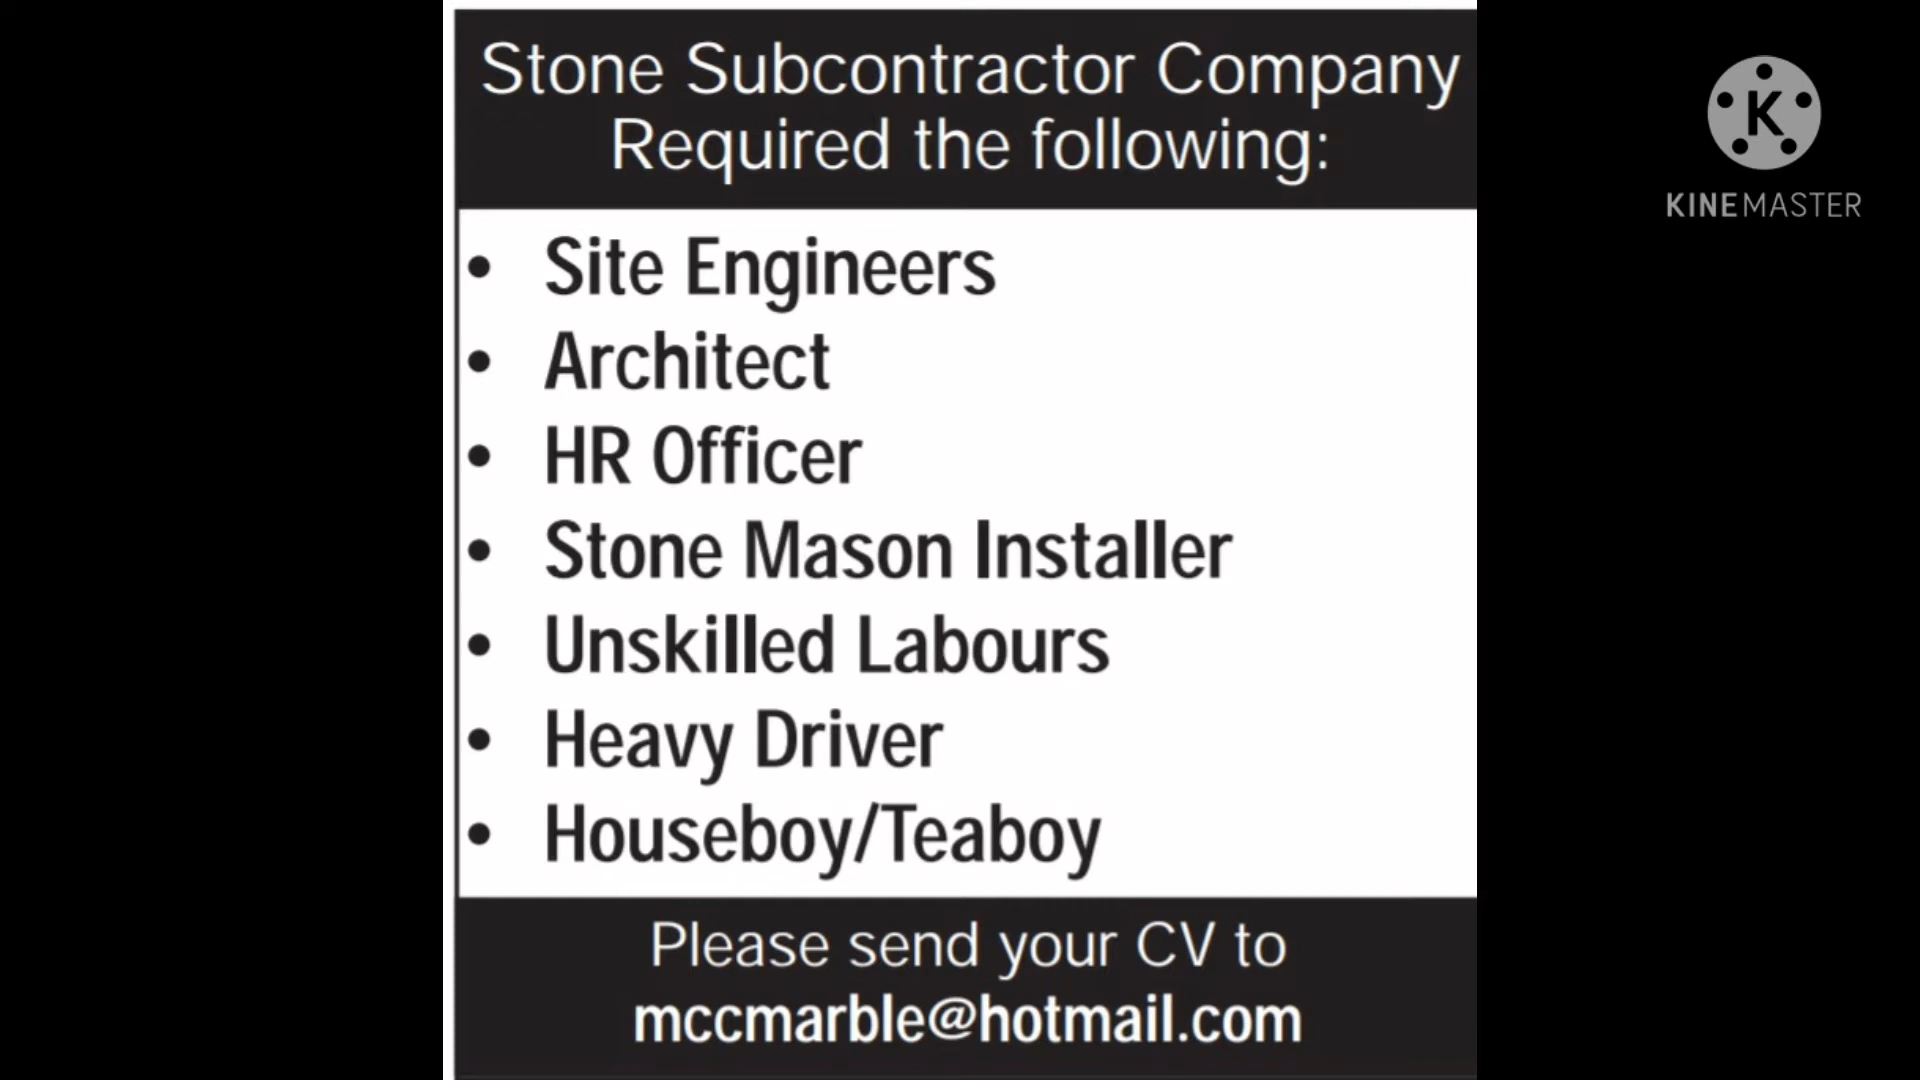 Stone Subcontractor Company
Required the following:
• Site Engineers
• Architect
• HR Officer
• Stone Mason Installer
• Unskilled Labours
• Heavy Driver
• Houseboy/Teaboy
Please send your CV to
mccmarble@hotmail.com
K
KINEMASTER